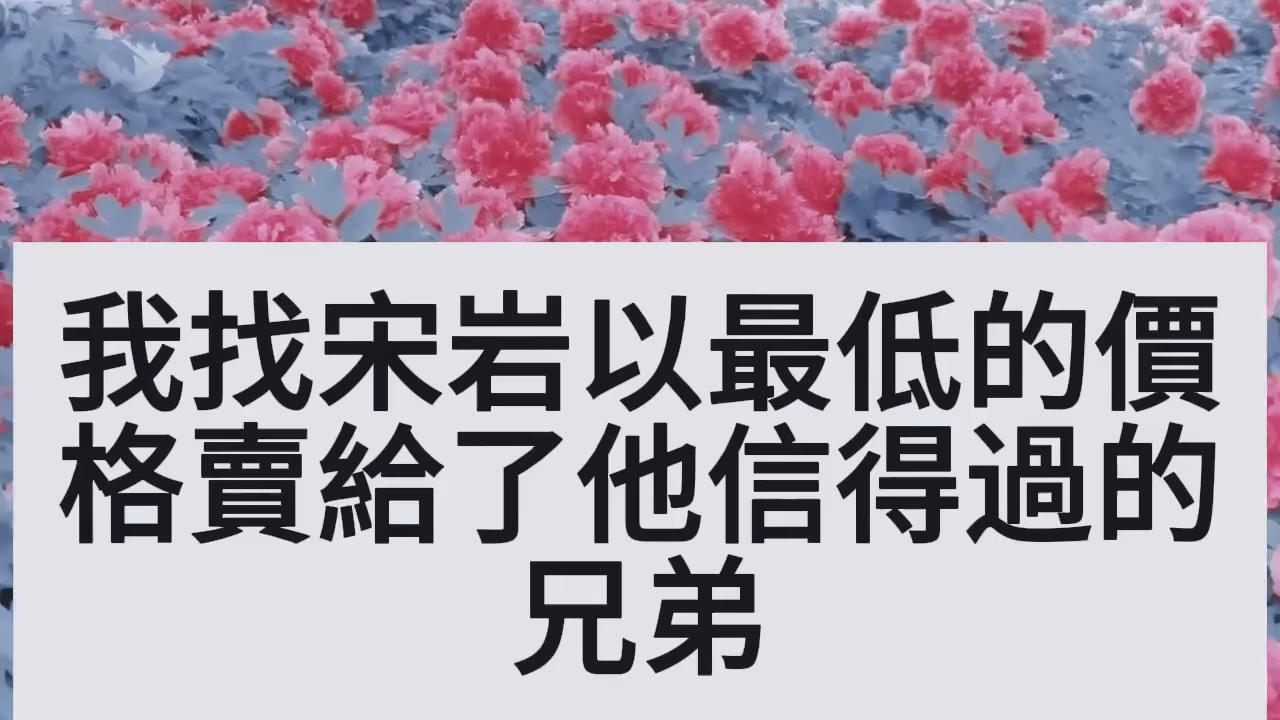 我找宋岩以最低的價
格賣給了他信得過的
兄弟